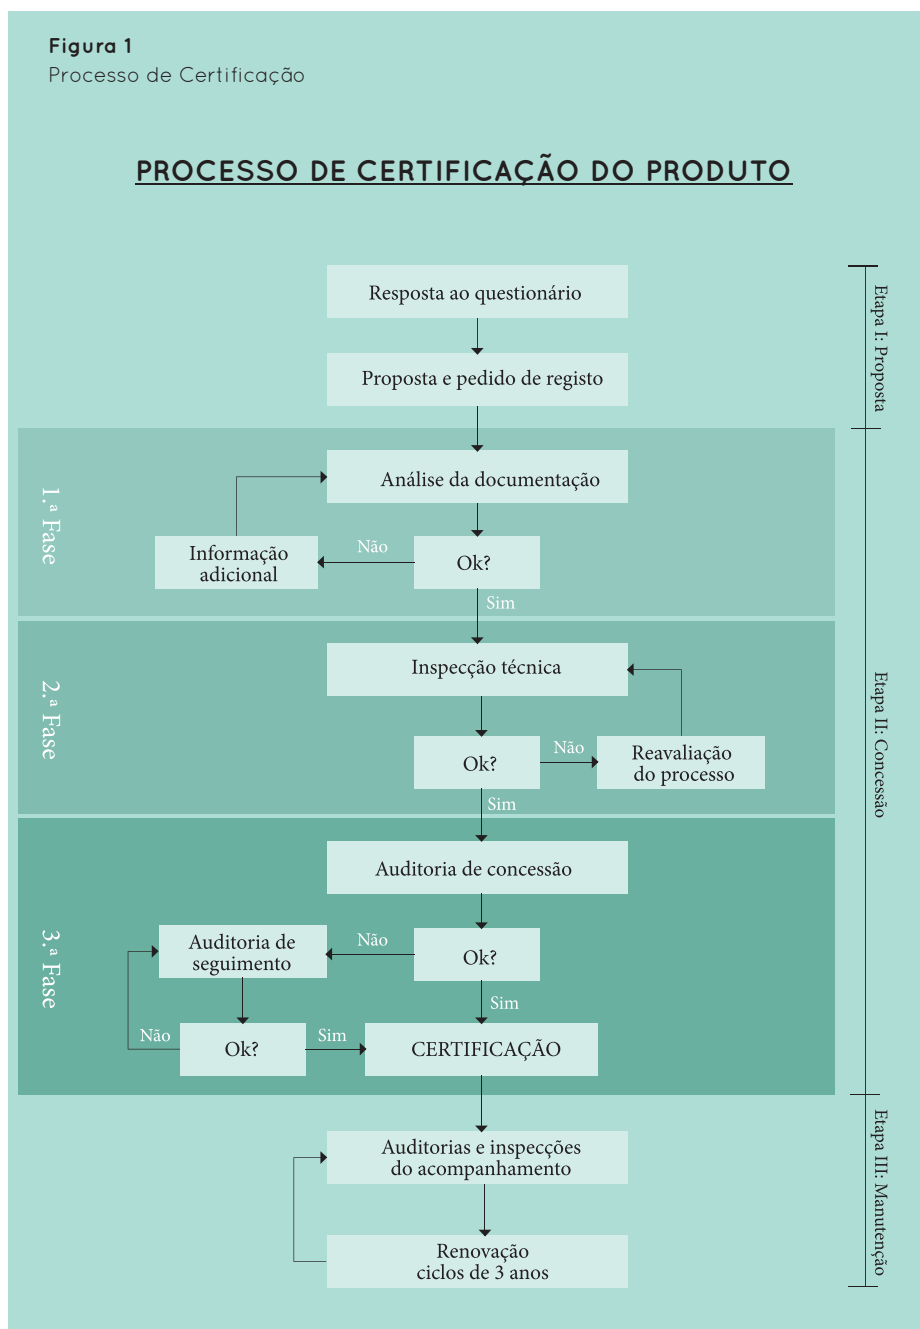 Figura 1
Processo de Certificação
PROCESSO DE CERTIFICAÇÃO DO PRODUTO
Resposta ao questionário
Proposta e pedido de registo
Etapa I: Proposta
1.ª Fase
Análise da documentação
Informação
adicional
Não
Ok?
Sim
2.ª Fase
Inspecção técnica
Ok?
Não
Reavaliação
do processo
Sim
Etapa II: Concessão
3.ª Fase
Auditoria de concessão
Auditoria de
seguimento
Não
Ok?
Sim
Não
Ok?
Sim
CERTIFICAÇÃO
Auditorias e inspecções
do acompanhamento
Renovação
ciclos de 3 anos
Etapa III: Manutenção